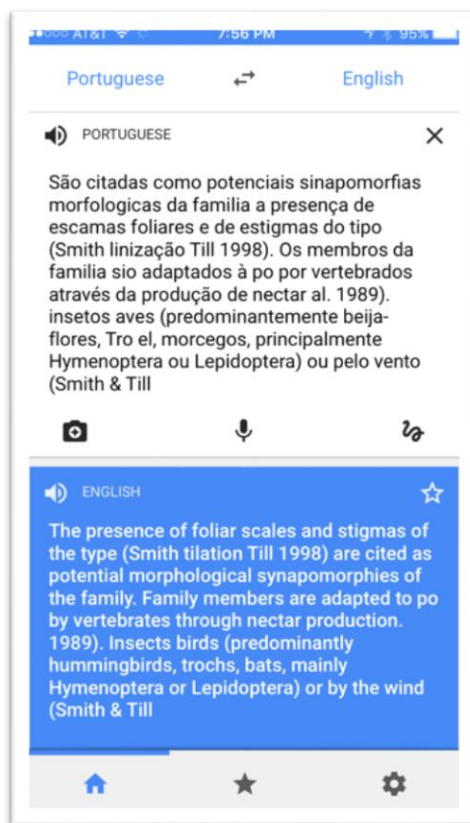 AT&T 7:56 PM 95%
Portuguese English
PORTUGUESE
São citadas como potenciais sinapomorfias
morfologicas da familia a presença de
escamas foliares e de estigmas do tipo
(Smith linização Till 1998). Os membros da
familia sio adaptados à po por vertebrados
através da produção de nectar al. 1989).
insetos aves (predominantemente beija-
flores, Tro el, morcegos, principalmente
Hymenoptera ou Lepidoptera) ou pelo vento
(Smith & Till
ENGLISH
The presence of foliar scales and stigmas of
the type (Smith tilation Till 1998) are cited as
potential morphological synapomorphies of
the family. Family members are adapted to po
by vertebrates through nectar production.
1989). Insects birds (predominantly
hummingbirds, trochs, bats, mainly
Hymenoptera or Lepidoptera) or by the wind
(Smith & Till